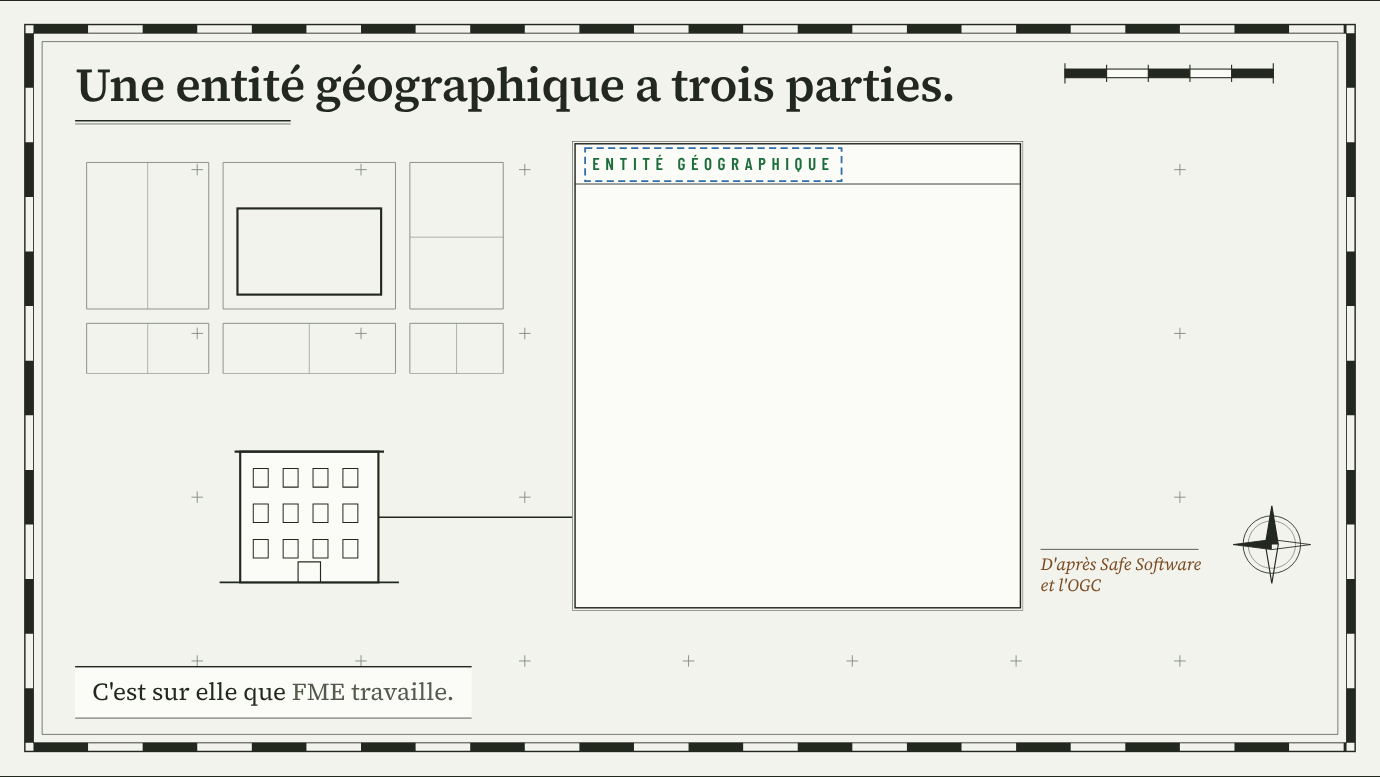 Une entité géographique a trois parties.
ENTITÉ GÉOGRAPHIQUE
D'après Safe Software
et l'OGC
C'est sur elle que FME travaille.